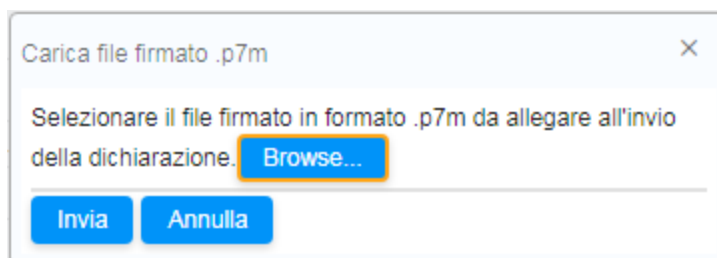 Carica file firmato .p7m
Selezionare il file firmato in formato .p7m da allegare all'invio
della dichiarazione. Browse...
Invia Annulla